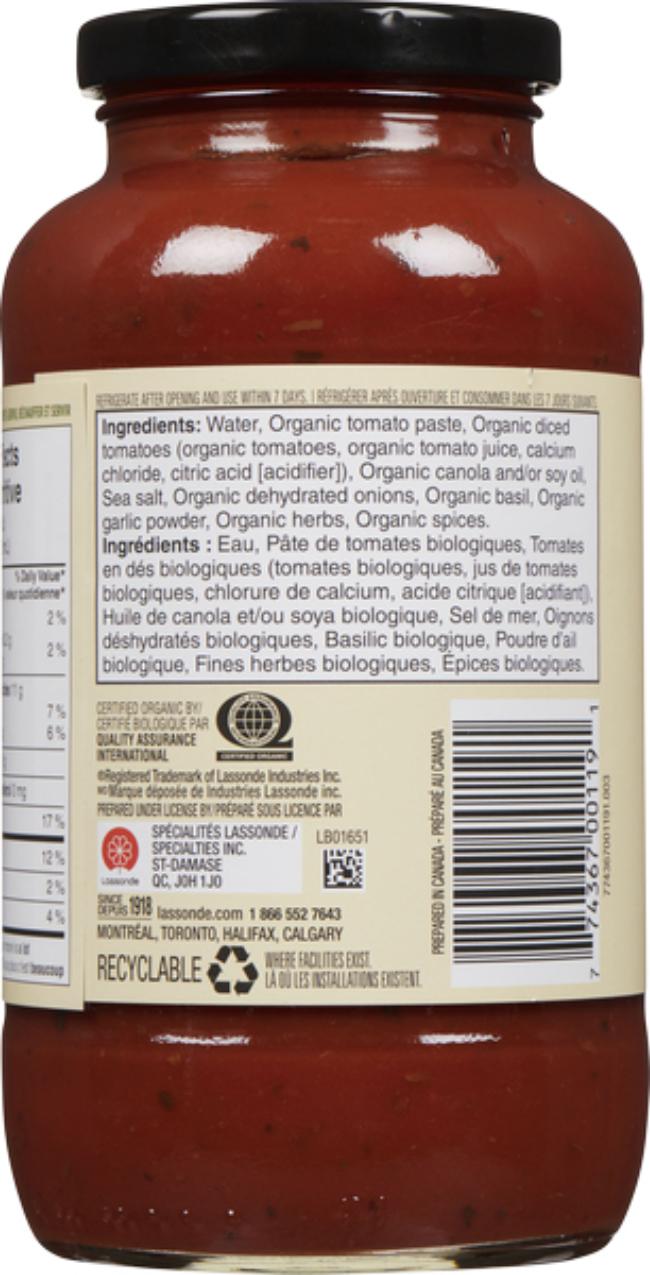 REFRIGERATE AFTER OPENING AND USE WITHIN 7 DAYS. | RÉFRIGÉRER APRÈS OUVERTURE ET CONSOMMER DANS LES 7 JOURS SUIVANTS.
Ingredients: Water, Organic tomato paste, Organic diced
tomatoes (organic tomatoes, organic tomato juice, calcium
chloride, citric acid [acidifier]), Organic canola and/or soy oil,
Sea salt, Organic dehydrated onions, Organic basil, Organic
garlic powder, Organic herbs, Organic spices.
Ingrédients : Eau, Pâte de tomates biologiques, Tomates
en dés biologiques (tomates biologiques, jus de tomates
biologiques, chlorure de calcium, acide citrique [acidifiant]),
Huile de canola et/ou soya biologique, Sel de mer, Oignons
déshydratés biologiques, Basilic biologique, Poudre d'ail
biologique, Fines herbes biologiques, Épices biologiques.
% Daily Value*
quotidienne*
2 %
2 %
7 %
6 %
17 %
12 %
2 %
4 %
beaucoup
CERTIFIED ORGANIC BY/
CERTIFIÉ BIOLOGIQUE PAR
QUALITY ASSURANCE
INTERNATIONAL
CERTIFIED ORGANIC
®Registered Trademark of Lassonde Industries Inc.
MD Marque déposée de Industries Lassonde inc.
PREPARED UNDER LICENSE BY/PRÉPARÉ SOUS LICENCE PAR
Lassonde
SPÉCIALITÉS LASSONDE /
SPECIALTIES INC.
ST-DAMASE
QC, J0H 1J0
LB01651
SINCE
DEPUIS 1918 lassonde.com 1 866 552 7643
MONTRÉAL, TORONTO, HALIFAX, CALGARY
RECYCLABLE
WHERE FACILITIES EXIST.
LÀ OÙ LES INSTALLATIONS EXISTENT.
PREPARED IN CANADA - PRÉPARÉ AU CANADA
7 74367 00119 1
774367001191.003